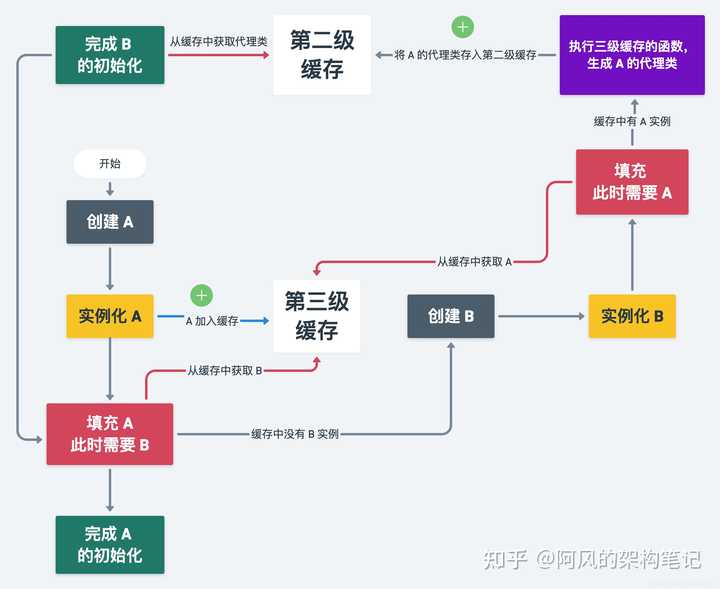 完成 B
的初始化
从缓存中获取代理类
第二级
缓存
将 A 的代理类存入第二级缓存
执行三级缓存的函数，
生成 A 的代理类
缓存中有 A 实例
开始
填充
此时需要 A
创建 A
从缓存中获取 A
实例化 A
A 加入缓存
第三级
缓存
创建 B
实例化 B
从缓存中获取 B
填充 A
此时需要 B
缓存中没有 B 实例
完成 A
的初始化
知乎 @阿风的架构笔记